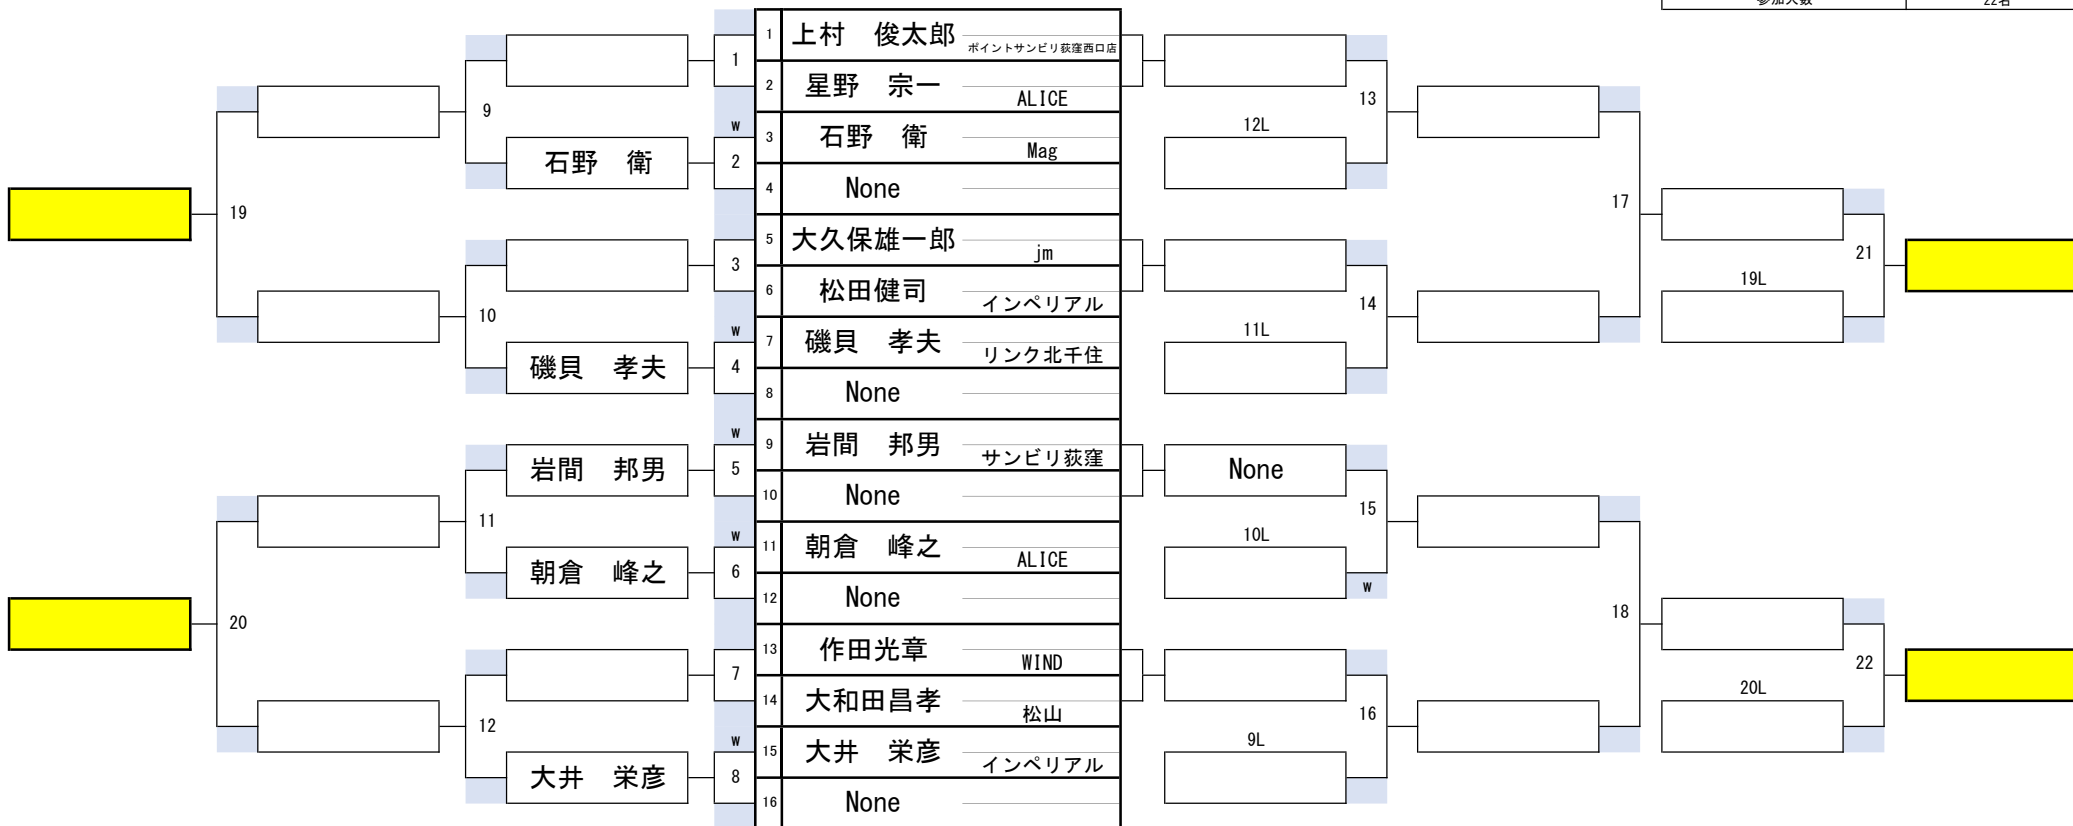 参加人数 22名
1 上村　俊太郎 ポイントサンビリ荻窪西口店
1
2 星野　宗一 ALICE
9
13
W
12L
3 石野　衛 Mag
石野　衛
2
4 None
19
17
5 大久保雄一郎 jm
3
21
6 松田健司 インペリアル
19L
10
14
W
11L
7 磯貝　孝夫 リンク北千住
磯貝　孝夫
4
8 None
W
9 岩間　邦男 サンビリ荻窪
岩間　邦男
5
None
10 None
11
15
W
10L
11 朝倉　峰之 ALICE
朝倉　峰之
6
W
12 None
20
18
13 作田光章 WIND
7
22
14 大和田昌孝 松山
20L
12
16
W
9L
15 大井　栄彦 インペリアル
大井　栄彦
8
16 None